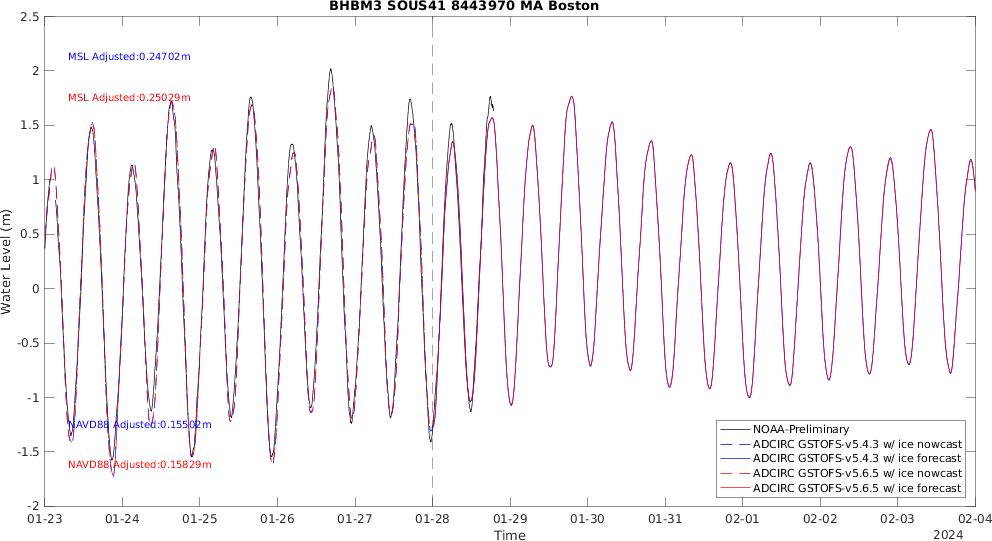 BHBM3 SOUS41 8443970 MA Boston
2.5
2
1.5
1
0.5
0
-0.5
-1
-1.5
-2
Water Level (m)
MSL Adjusted:0.24702m
MSL Adjusted:0.25029m
NAVD88 Adjusted:0.15502m
NAVD88 Adjusted:0.15829m
NOAA-Preliminary
ADCIRC GSTOFS-v5.4.3 w/ ice nowcast
ADCIRC GSTOFS-v5.4.3 w/ ice forecast
ADCIRC GSTOFS-v5.6.5 w/ ice nowcast
ADCIRC GSTOFS-v5.6.5 w/ ice forecast
01-23 01-24 01-25 01-26 01-27 01-28 01-29 01-30 01-31 02-01 02-02 02-03 02-04
Time
2024